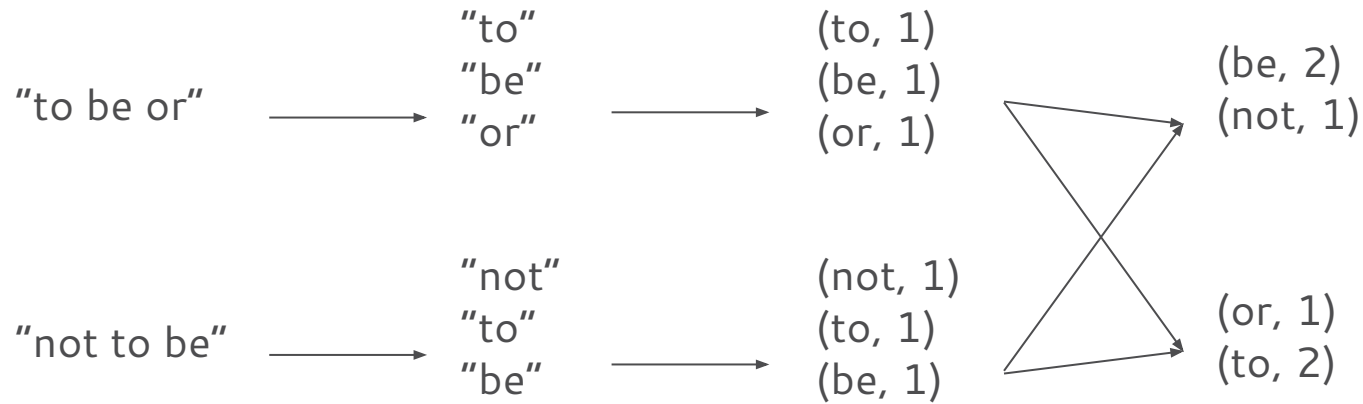 "to be or"
"to"
"be"
"or"
(to, 1)
(be, 1)
(or, 1)
(be, 2)
(not, 1)
"not to be"
"not"
"to"
"be"
(not, 1)
(to, 1)
(be, 1)
(or, 1)
(to, 2)